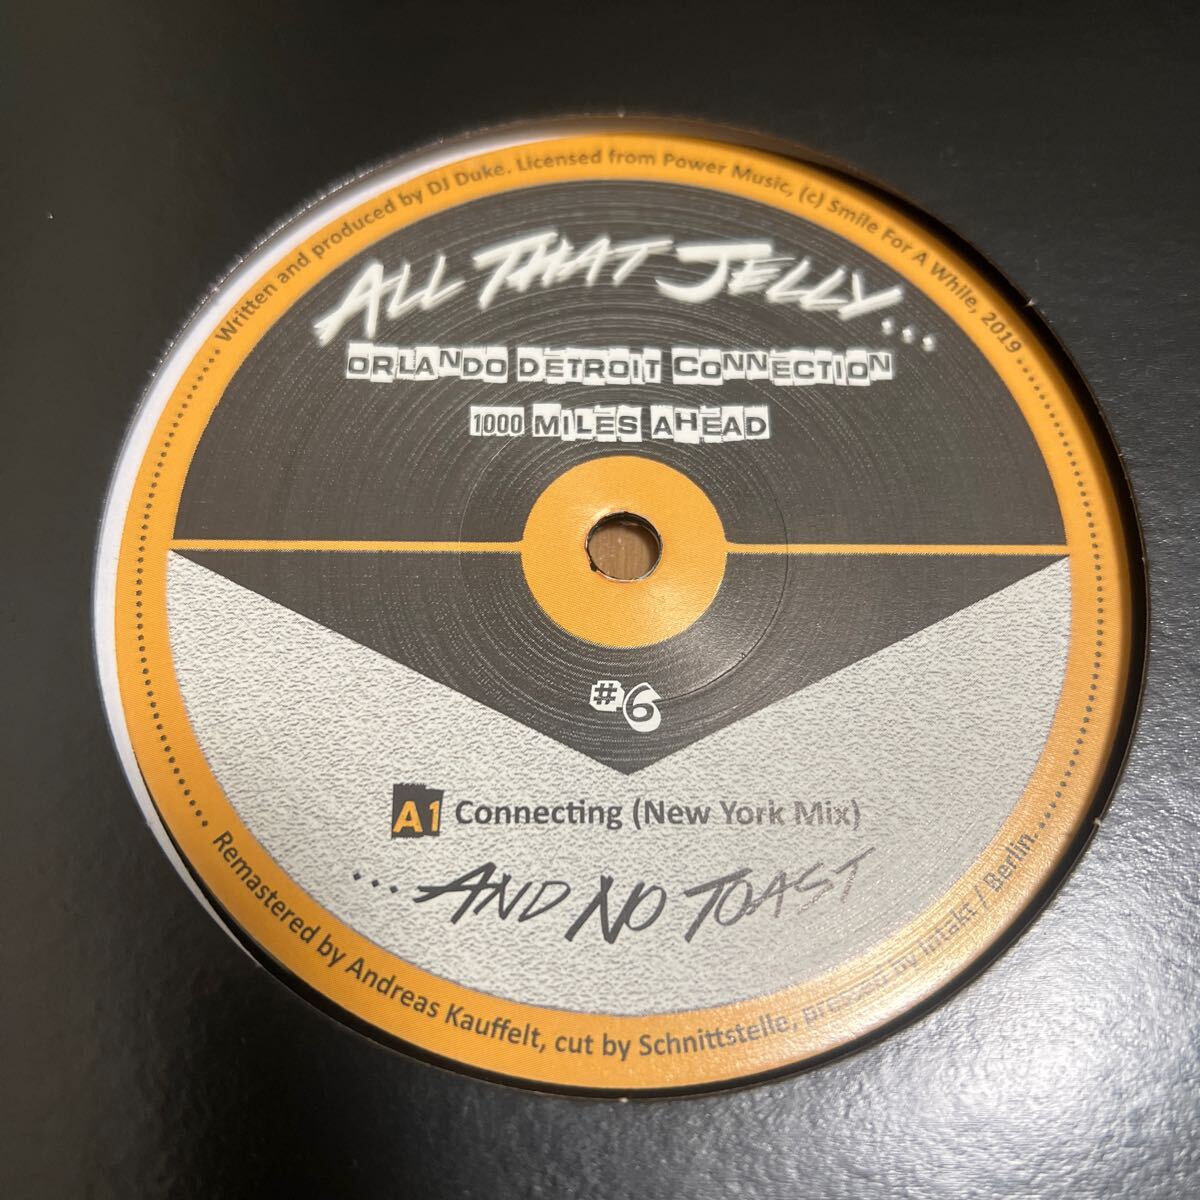 Written and produced by DJ Duke. Licensed from Power Music, (c) Smile For A While, 2019
ALL THAT JELLY...
ORLANDO DETROIT CONNECTION
1000 MILES AHEAD
#6
A1 Connecting (New York Mix)
...AND NO TOAST
Remastered by Andreas Kauffelt, cut by Schnittstelle, pressed by Intakt / Berlin